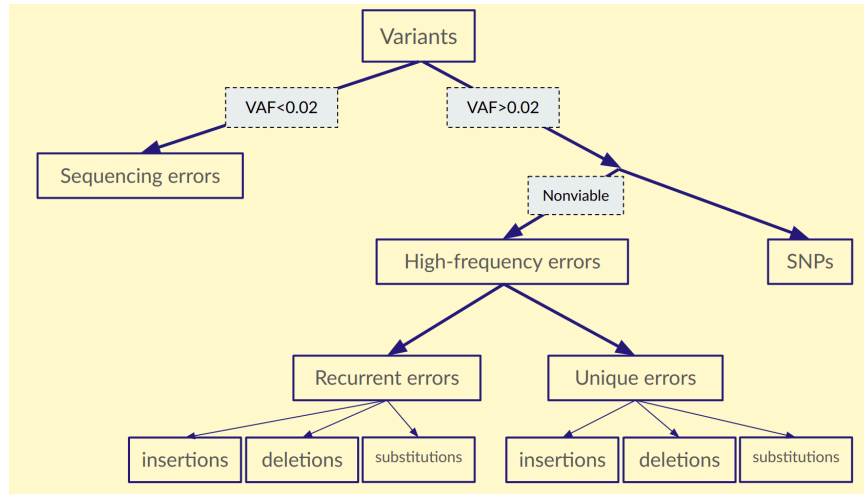 Variants
VAF<0.02
VAF>0.02
Sequencing errors
Nonviable
High-frequency errors
SNPs
Recurrent errors
Unique errors
insertions
deletions
substitutions
insertions
deletions
substitutions